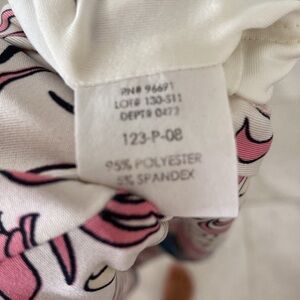 RN# 96691
LOT# 130-511
DEPT# 0473
123-P-08
95% POLYESTER
5% SPANDEX